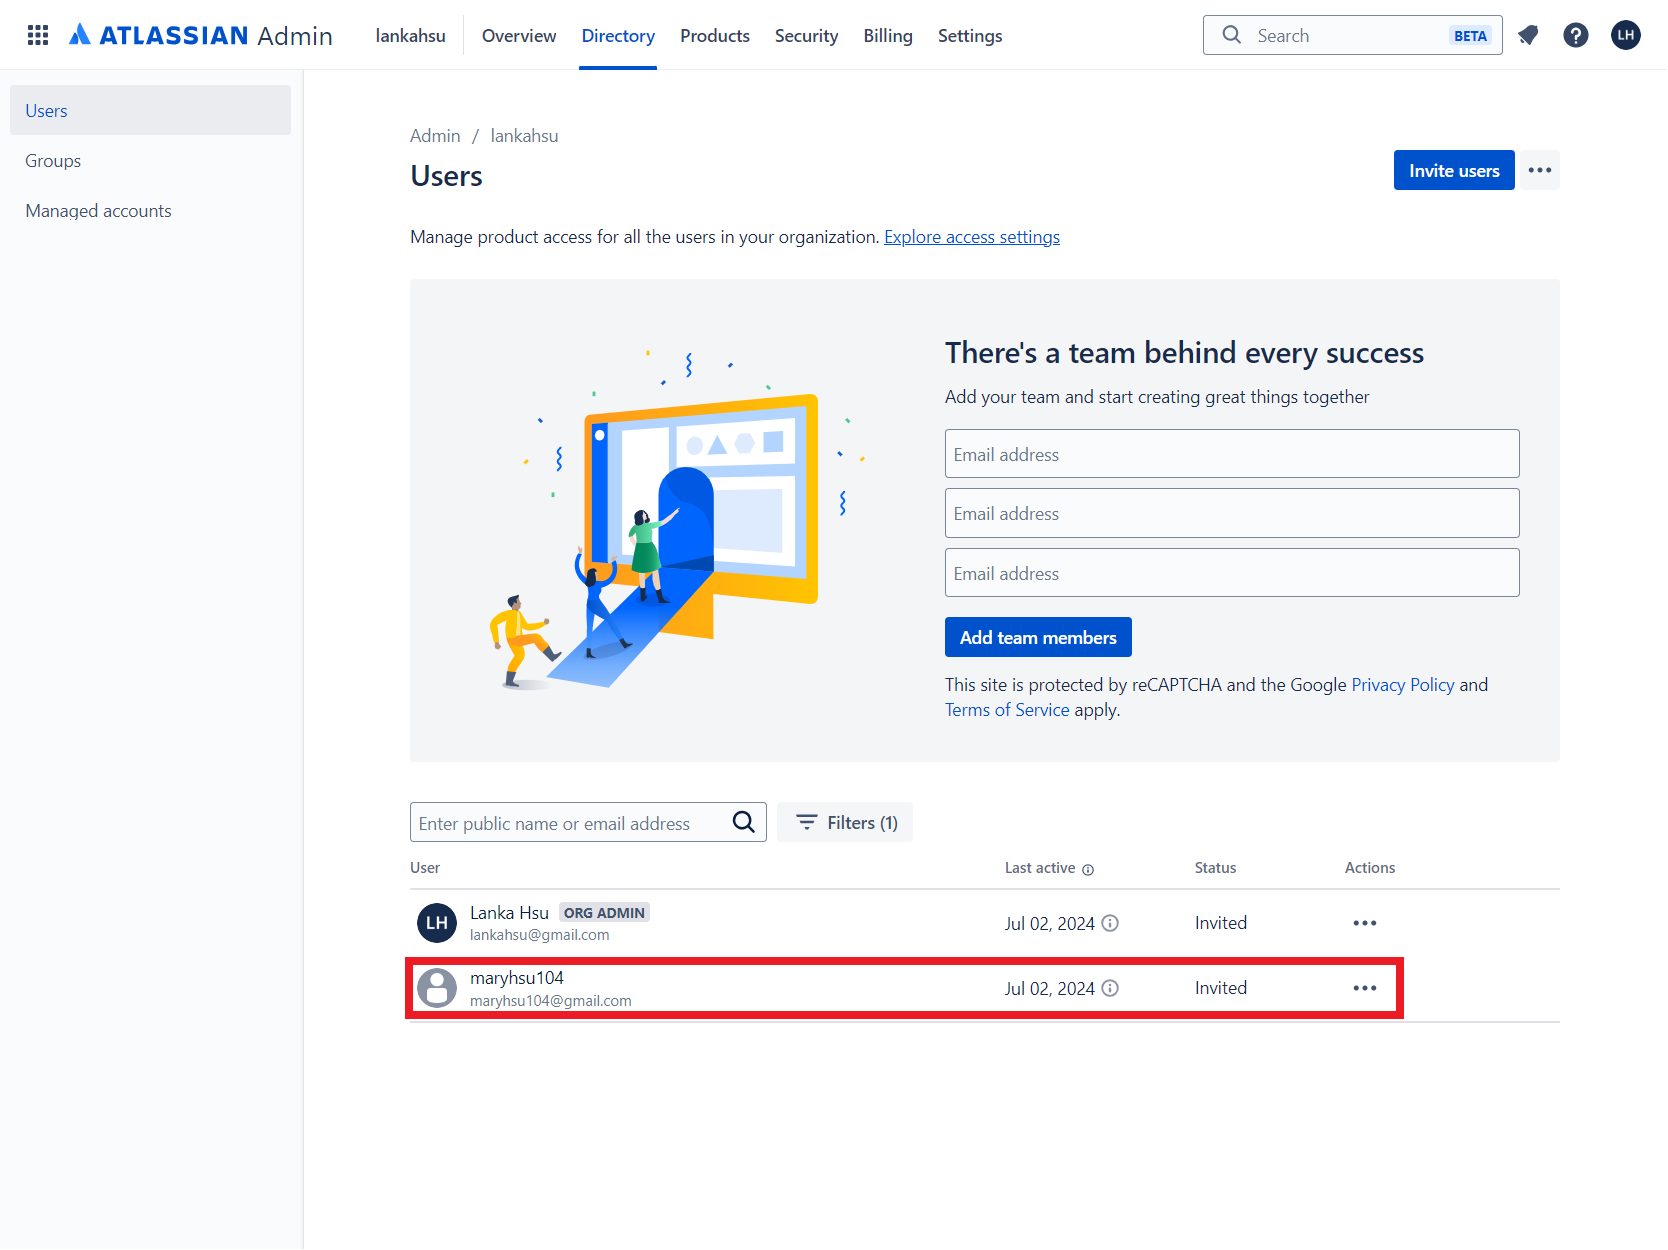 ATLASSIAN Admin
lankahsu
Overview
Directory
Products
Security
Billing
Settings
Search
BETA
?
LH
Users
Groups
Managed accounts
Admin / lankahsu
Users
Invite users
Manage product access for all the users in your organization. Explore access settings
There's a team behind every success
Add your team and start creating great things together
Email address
Email address
Email address
Add team members
This site is protected by reCAPTCHA and the Google Privacy Policy and
Terms of Service apply.
Enter public name or email address
Filters (1)
User
Last active
Status
Actions
LH
Lanka Hsu ORG ADMIN
lankahsu@gmail.com
Jul 02, 2024
Invited
maryhsu104
maryhsu104@gmail.com
Jul 02, 2024
Invited